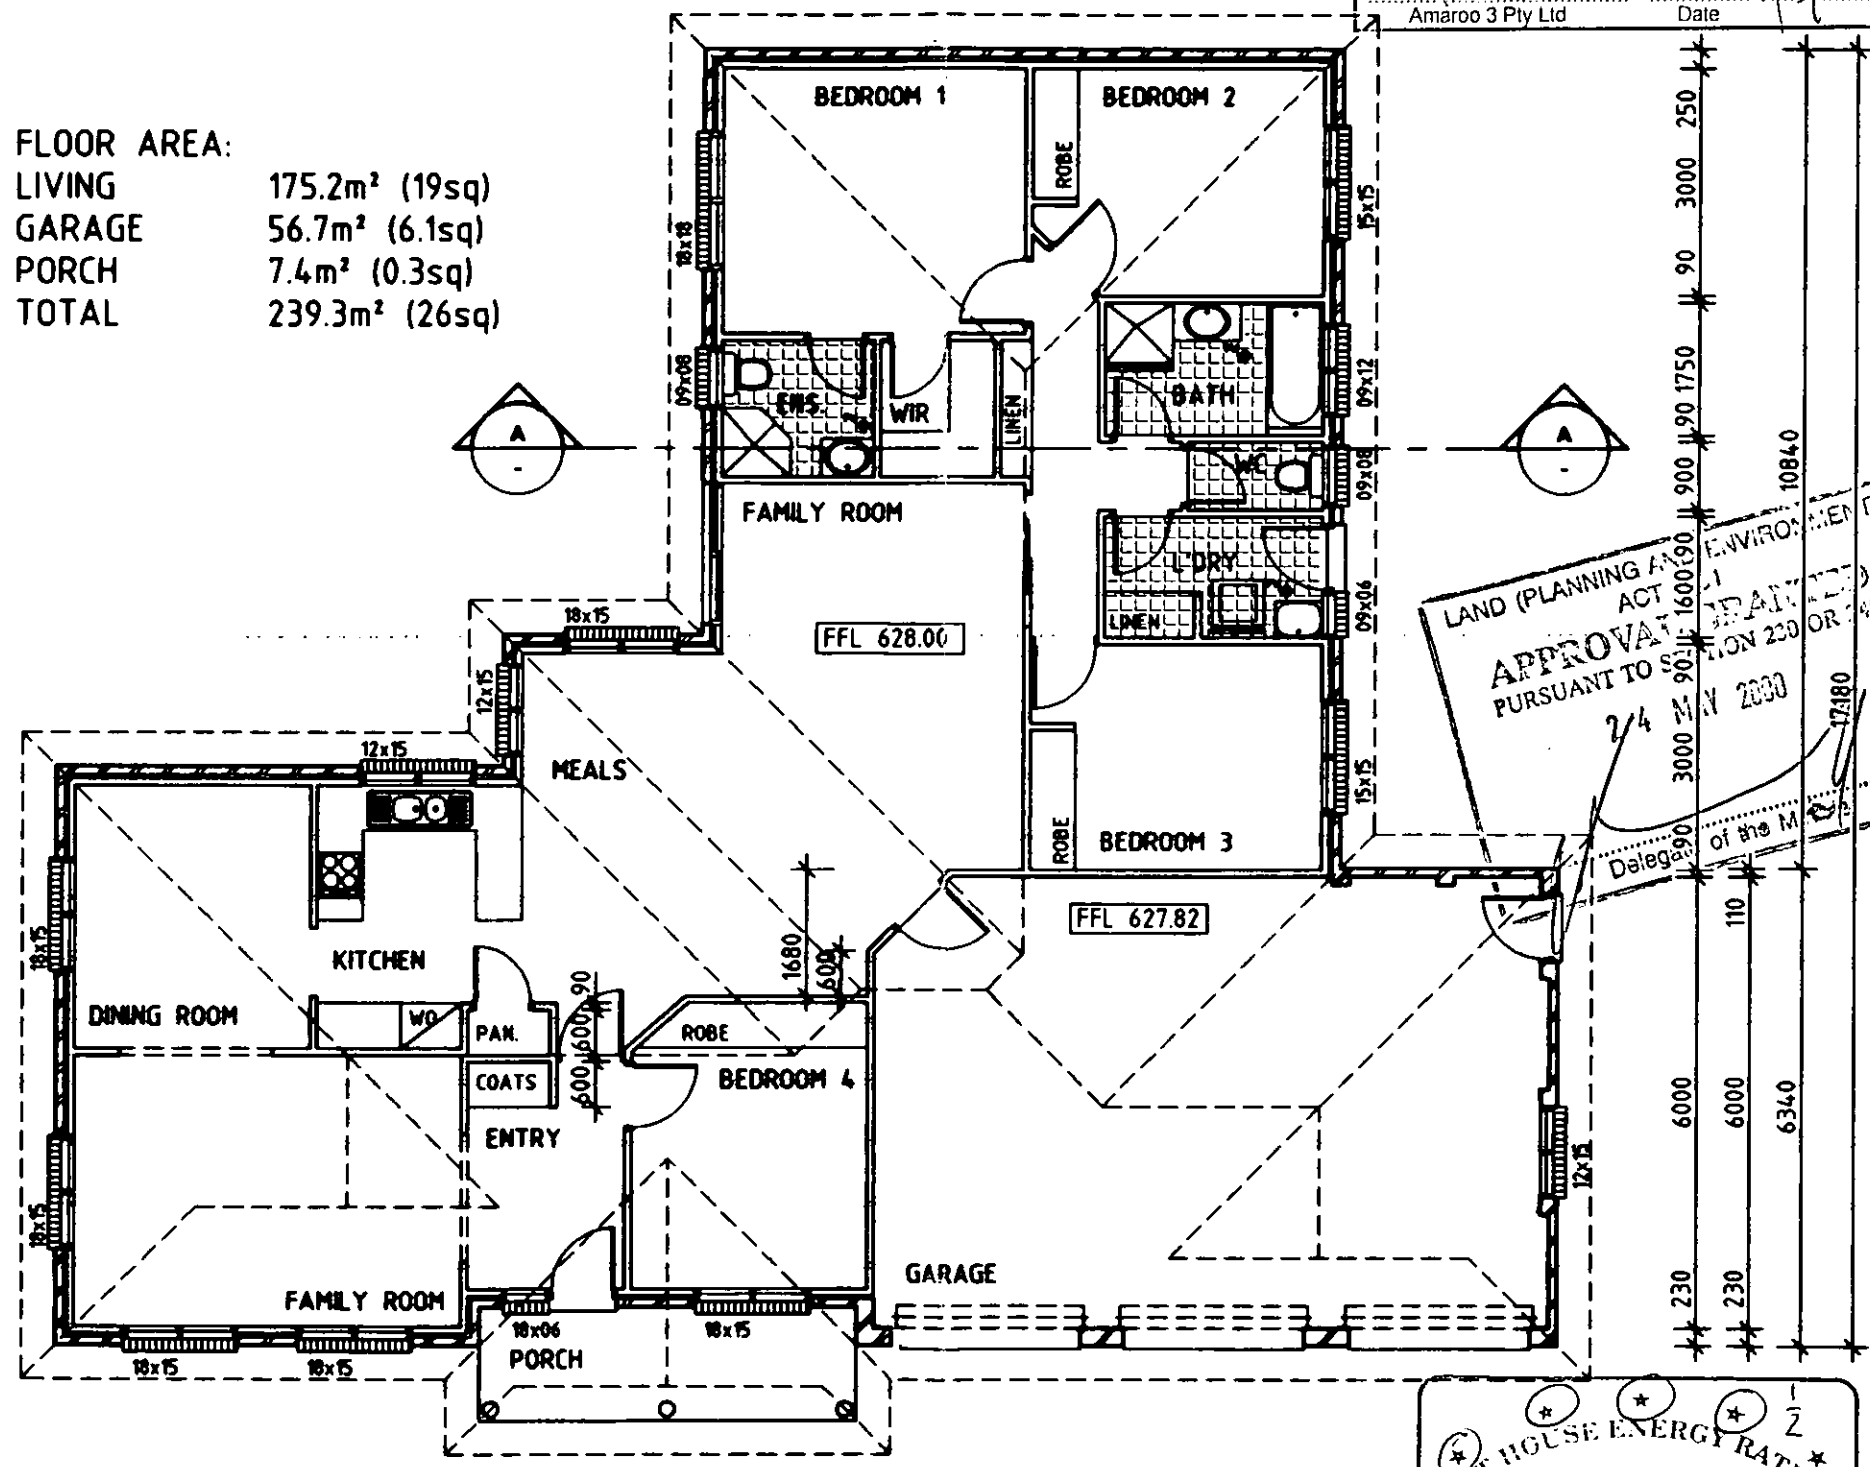 Amaroo 3 Pty Ltd Date
FLOOR AREA:
LIVING 175.2m² (19sq)
GARAGE 56.7m² (6.1sq)
PORCH 7.4m² (0.3sq)
TOTAL 239.3m² (26sq)
BEDROOM 1
BEDROOM 2
ROBE
18x18
15x15
09x08
ENS.
WIR
LINEN
BATH
09x12
A
-
A
-
WC
09x08
FAMILY ROOM
L'DRY
LINEN
09x06
18x15
FFL 628.00
12x15
12x15
MEALS
15x15
ROBE
BEDROOM 3
FFL 627.82
18x15
KITCHEN
DINING ROOM
WO
PAN.
ROBE
COATS
BEDROOM 4
ENTRY
1680
600
90
600
600
18x15
FAMILY ROOM
GARAGE
12x15
18x15
18x15
18x06
18x15
PORCH
250
3000
90
1750
90
900
90
1600
90
3000
90
6000
230
110
6000
230
10840
6340
17180
LAND (PLANNING AND ENVIRONMENT
ACT
APPROVAL GRANTED
PURSUANT TO SECTION 230 OR
24 MAY 2000
Delegate of the
1/2
HOUSE ENERGY RAT